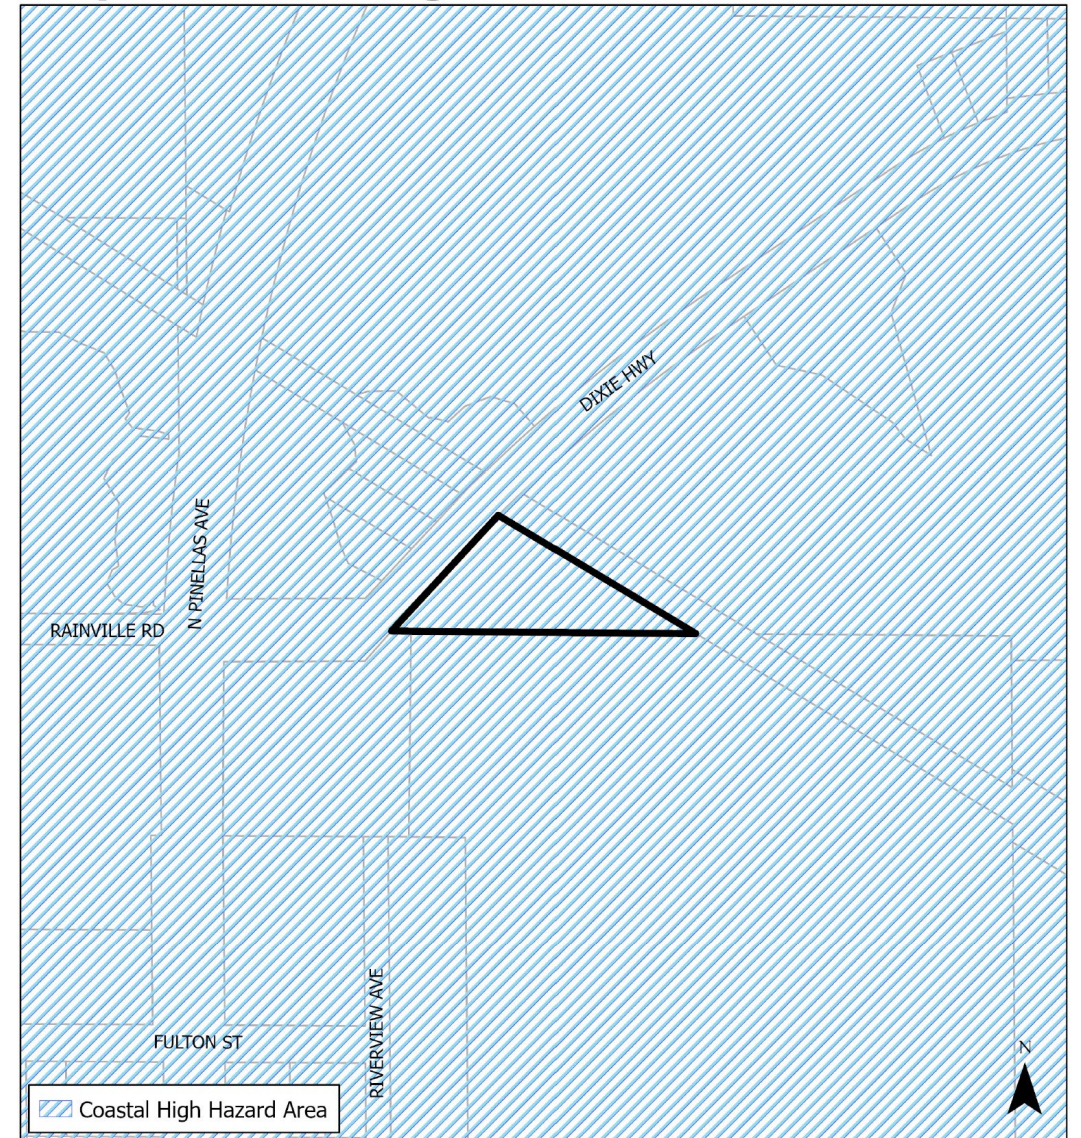 DIXIE HWY
N PINELLAS AVE
RAINVILLE RD
RIVERVIEW AVE
FULTON ST
N
Coastal High Hazard Area